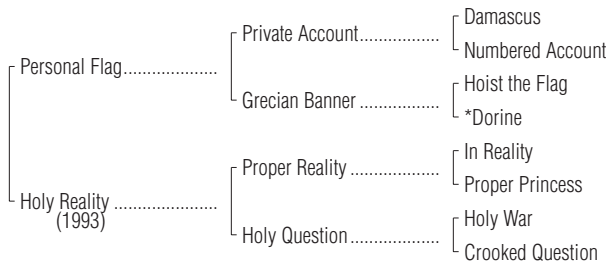 Damascus
Private Account..................
Numbered Account
Personal Flag.....................
Hoist the Flag
Grecian Banner ..................
*Dorine
In Reality
Proper Reality ....................
Proper Princess
Holy Reality .......................
(1993)
Holy War
Holy Question.....................
Crooked Question